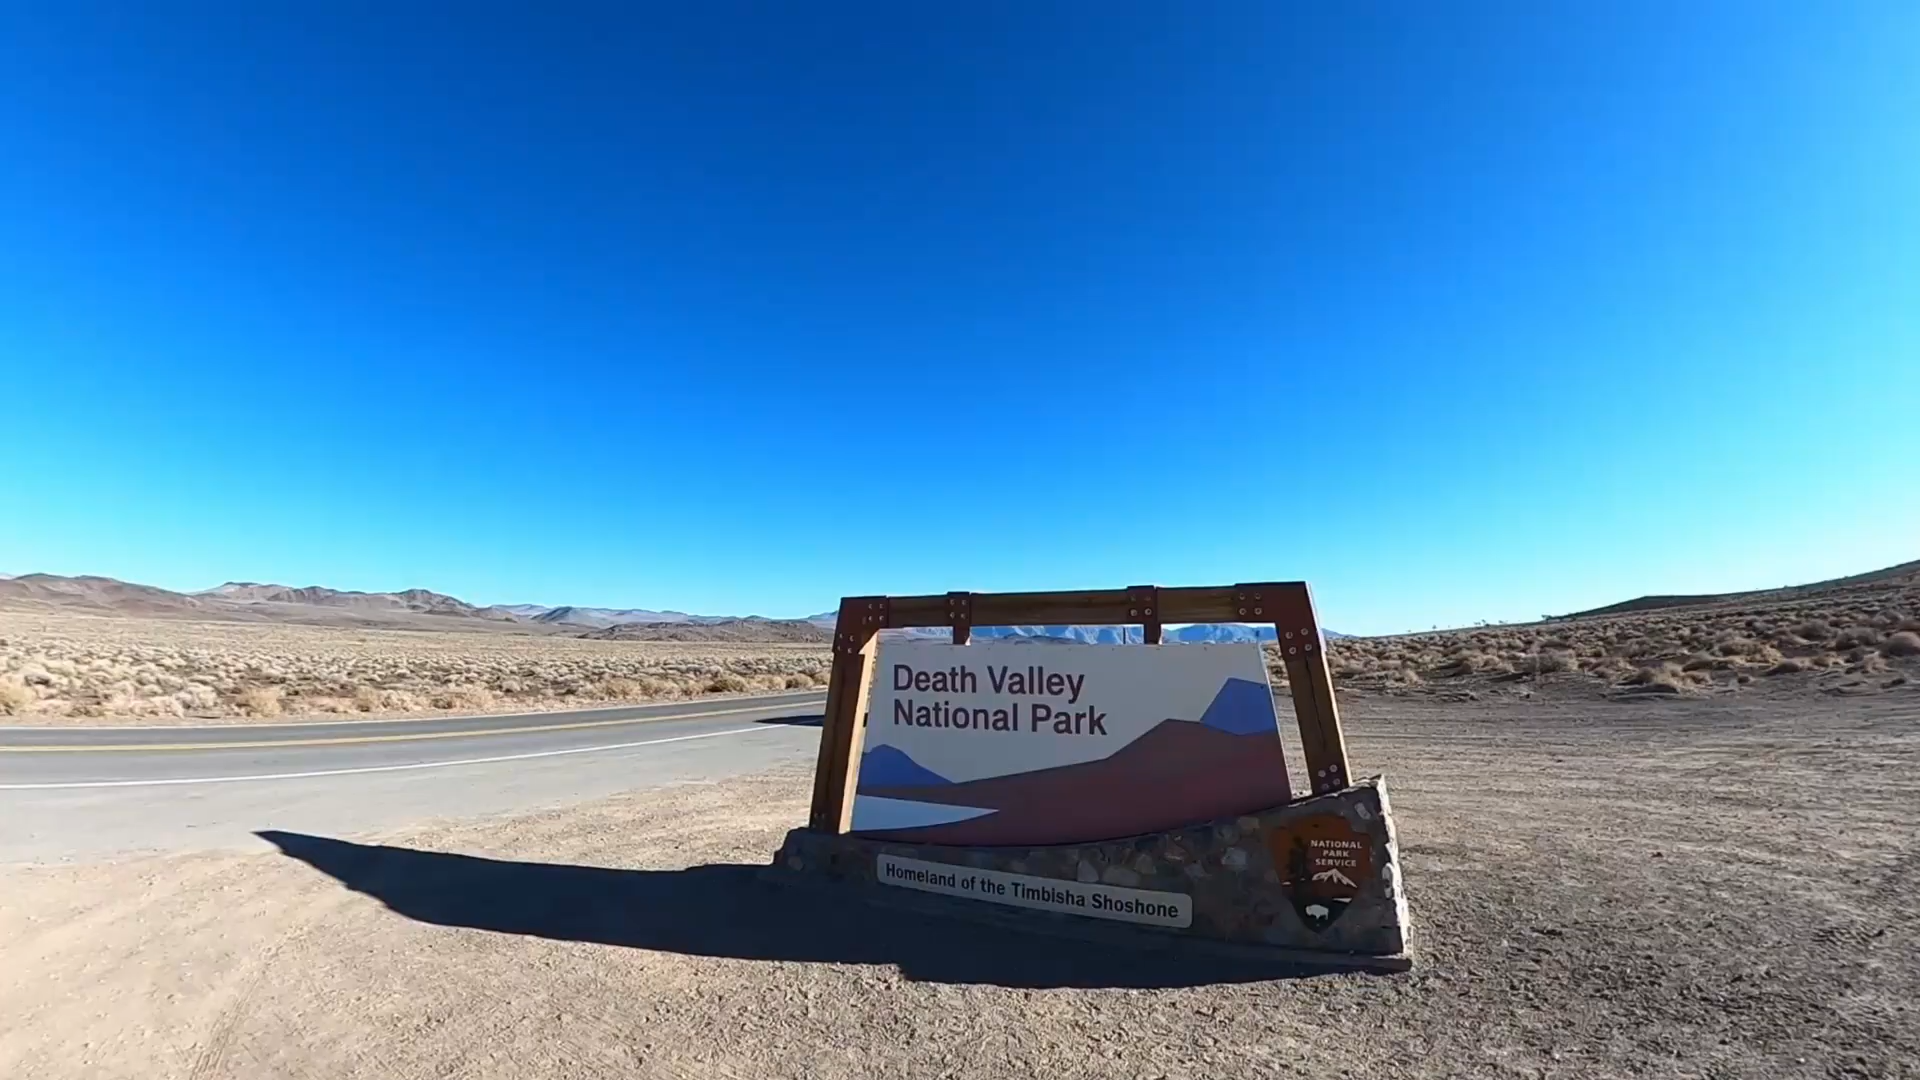 Death Valley
National Park
Homeland of the Timbisha Shoshone
NATIONAL
PARK
SERVICE